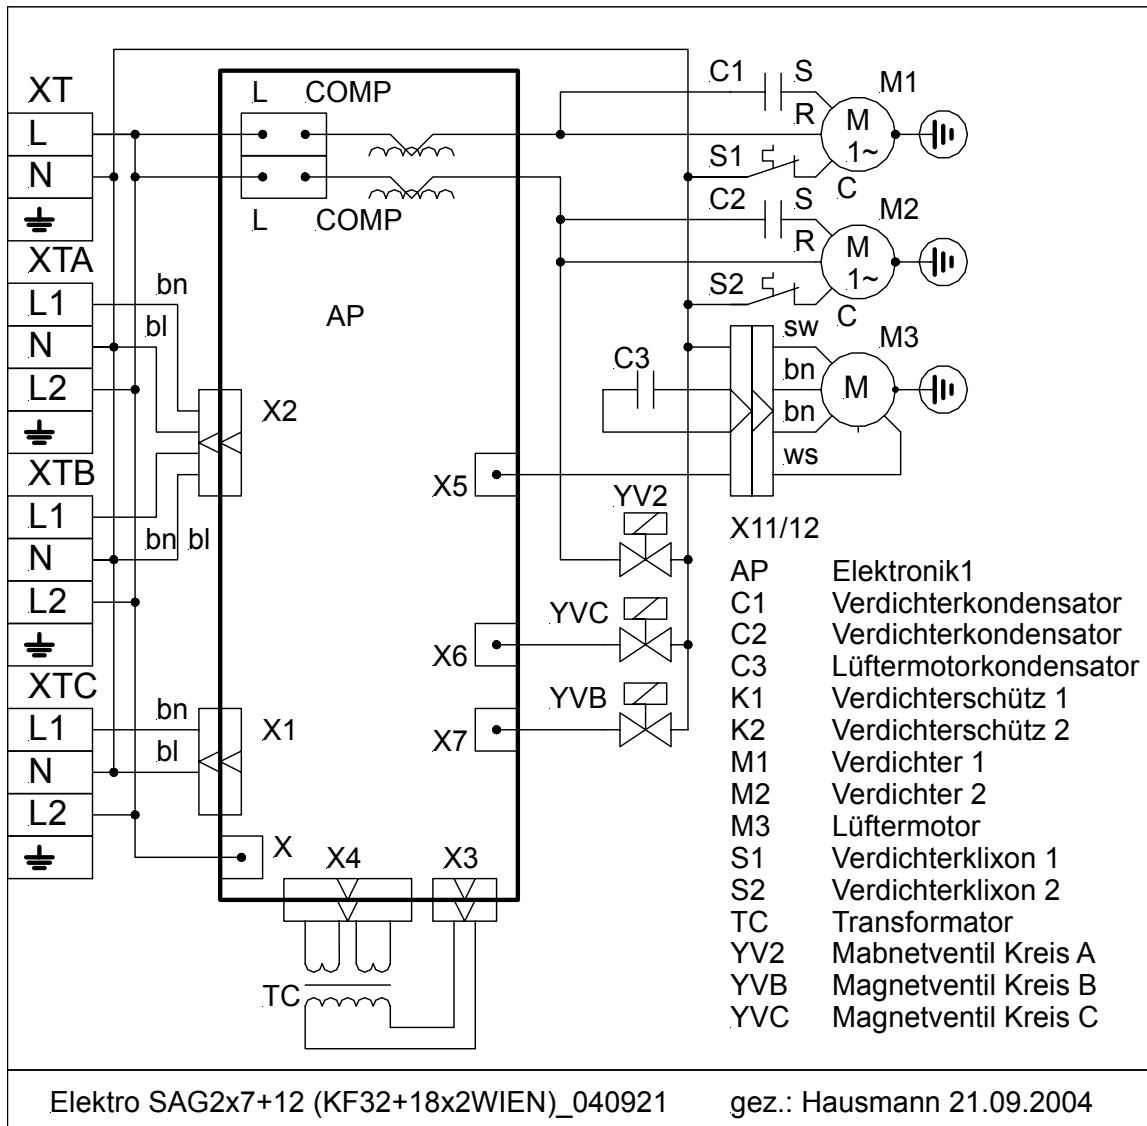 XT
L
N
XTA
L1
N
L2
XTB
L1
N
L2
XTC
L1
N
L2
bn
bl
bn bl
bn
bl
L COMP
L COMP
AP
X2
X1
X
X4
X3
X5
X6
X7
TC
C1 S M1
R M
1~
S1
C
C2 S M2
R M
1~
S2
C
sw M3
C3 bn
M
bn
ws
YV2
X11/12
YVC
YVB
AP Elektronik1
C1 Verdichterkondensator
C2 Verdichterkondensator
C3 Lüftermotorkondensator
K1 Verdichterschütz 1
K2 Verdichterschütz 2
M1 Verdichter 1
M2 Verdichter 2
M3 Lüftermotor
S1 Verdichterklixon 1
S2 Verdichterklixon 2
TC Transformator
YV2 Mabnetventil Kreis A
YVB Magnetventil Kreis B
YVC Magnetventil Kreis C
Elektro SAG2x7+12 (KF32+18x2WIEN)_040921 gez.: Hausmann 21.09.2004